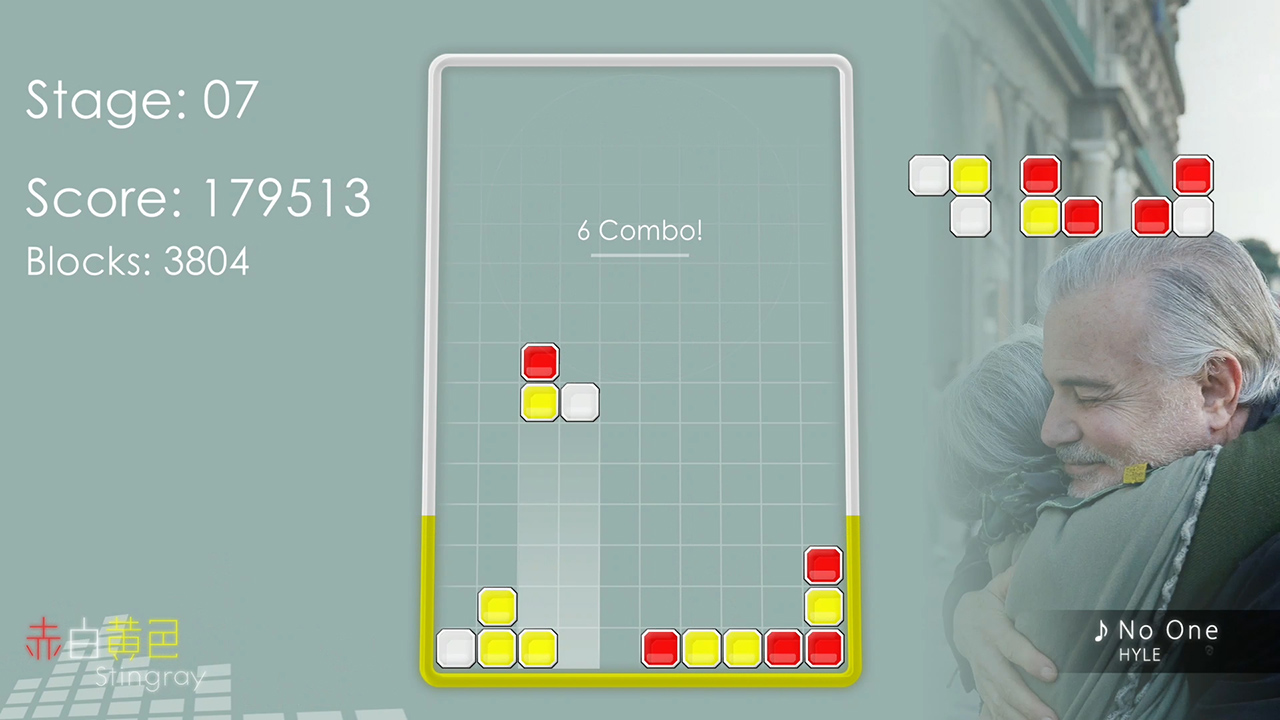 Stage: 07
Score: 179513
Blocks: 3804
6 Combo!
赤白黄色
Stingray
♪ No One
HYLE